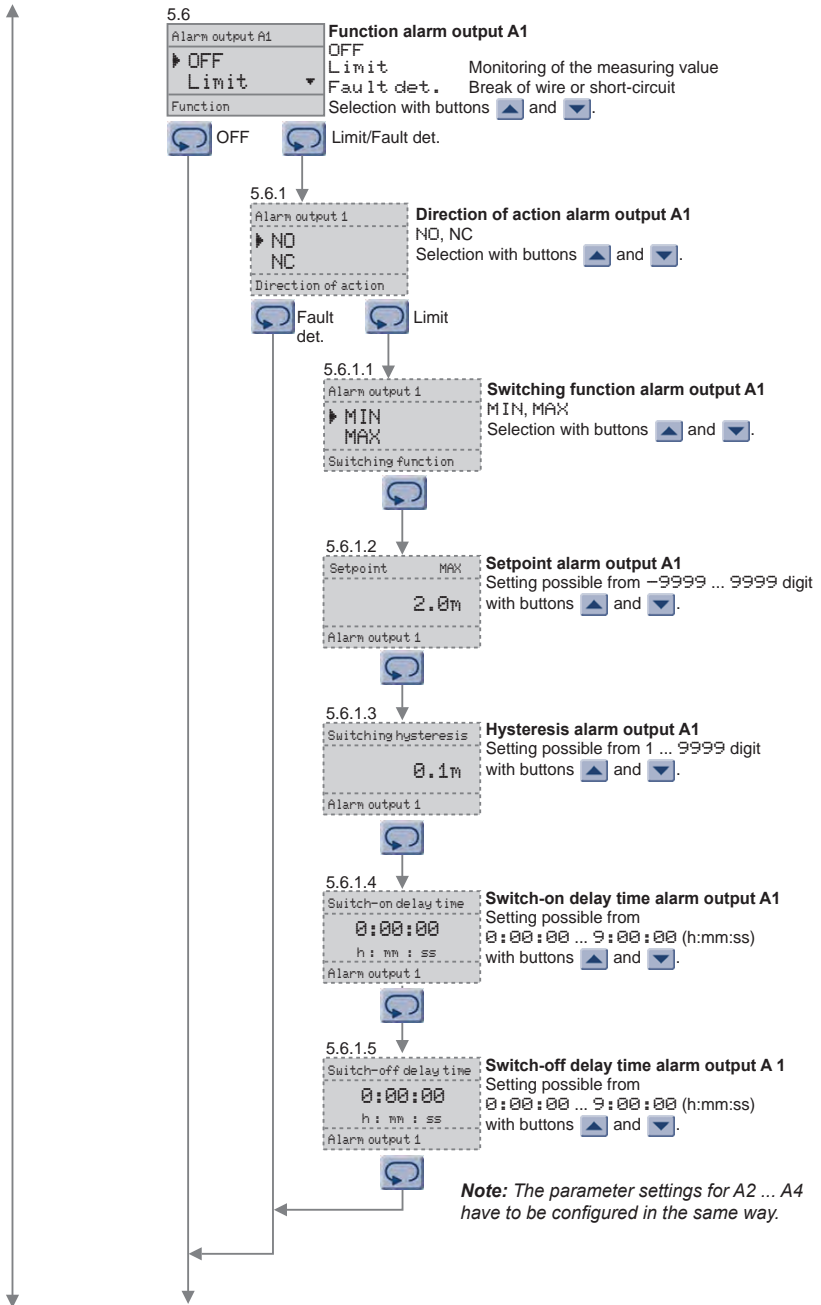 5.6
Alarm output A1
OFF
Limit
Function
Function alarm output A1
OFF
Limit Monitoring of the measuring value
Fault det. Break of wire or short-circuit
Selection with buttons and .
OFF Limit/Fault det.
5.6.1
Alarm output 1
NO
NC
Direction of action
Direction of action alarm output A1
NO, NC
Selection with buttons and .
Fault
det.
Limit
5.6.1.1
Alarm output 1
MIN
MAX
Switching function
Switching function alarm output A1
MIN, MAX
Selection with buttons and .
5.6.1.2
Setpoint MAX
2.0m
Alarm output 1
Setpoint alarm output A1
Setting possible from -9999 ... 9999 digit
with buttons and .
5.6.1.3
Switching hysteresis
0.1m
Alarm output 1
Hysteresis alarm output A1
Setting possible from 1 ... 9999 digit
with buttons and .
5.6.1.4
Switch-on delay time
0:00:00
h : mm : ss
Alarm output 1
Switch-on delay time alarm output A1
Setting possible from
0:00:00 ... 9:00:00 (h:mm:ss)
with buttons and .
5.6.1.5
Switch-off delay time
0:00:00
h : mm : ss
Alarm output 1
Switch-off delay time alarm output A 1
Setting possible from
0:00:00 ... 9:00:00 (h:mm:ss)
with buttons and .
Note: The parameter settings for A2 ... A4
have to be configured in the same way.